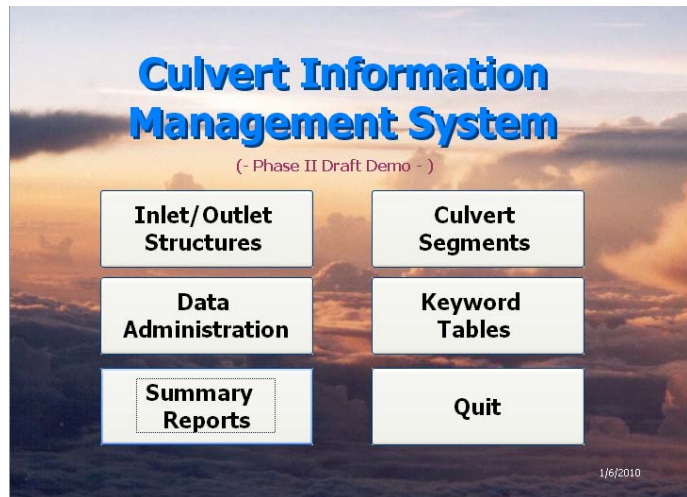 Culvert Information
Management System
(- Phase II Draft Demo - )
Inlet/Outlet
Structures
Culvert
Segments
Data
Administration
Keyword
Tables
Summary
Reports
Quit
1/6/2010